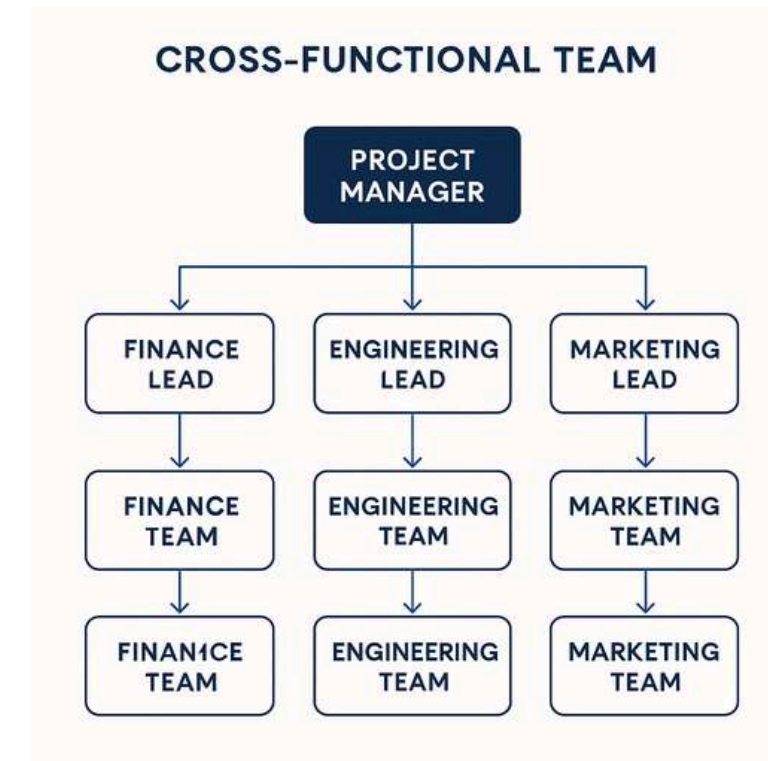 CROSS-FUNCTIONAL TEAM
PROJECT
MANAGER
FINANCE
LEAD
ENGINEERING
LEAD
MARKETING
LEAD
FINANCE
TEAM
ENGINEERING
TEAM
MARKETING
TEAM
FINAN1CE
TEAM
ENGINEERING
TEAM
MARKETING
TEAM